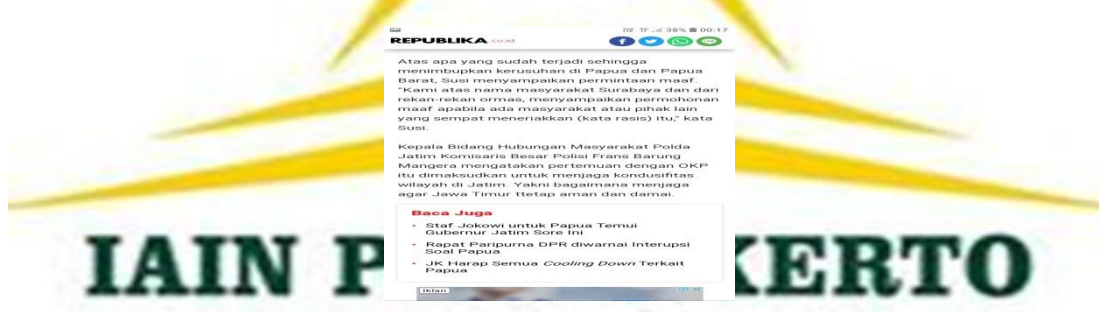 38% 00:17
REPUBLIKA.co.id
Atas apa yang sudah terjadi sehingga
menimbupkan kerusuhan di Papua dan Papua
Barat, Susi menyampaikan permintaan maaf.
"Kami atas nama masyarakat Surabaya dan dari
rekan-rekan ormas, menyampaikan permohonan
maaf apabila ada masyarakat atau pihak lain
yang sempat meneriakkan (kata rasis) itu," kata
Susi.
Kepala Bidang Hubungan Masyarakat Polda
Jatim Komisaris Besar Polisi Frans Barung
Mangera mengatakan pertemuan dengan OKP
itu dimaksudkan untuk menjaga kondusifitas
wilayah di Jatim. Yakni bagaimana menjaga
agar Jawa Timur ttetap aman dan damai.
Baca Juga
• Staf Jokowi untuk Papua Temui
Gubernur Jatim Sore Ini
• Rapat Paripurna DPR diwarnai Interupsi
Soal Papua
• JK Harap Semua Cooling Down Terkait
Papua
Iklan
IAIN P KERTO